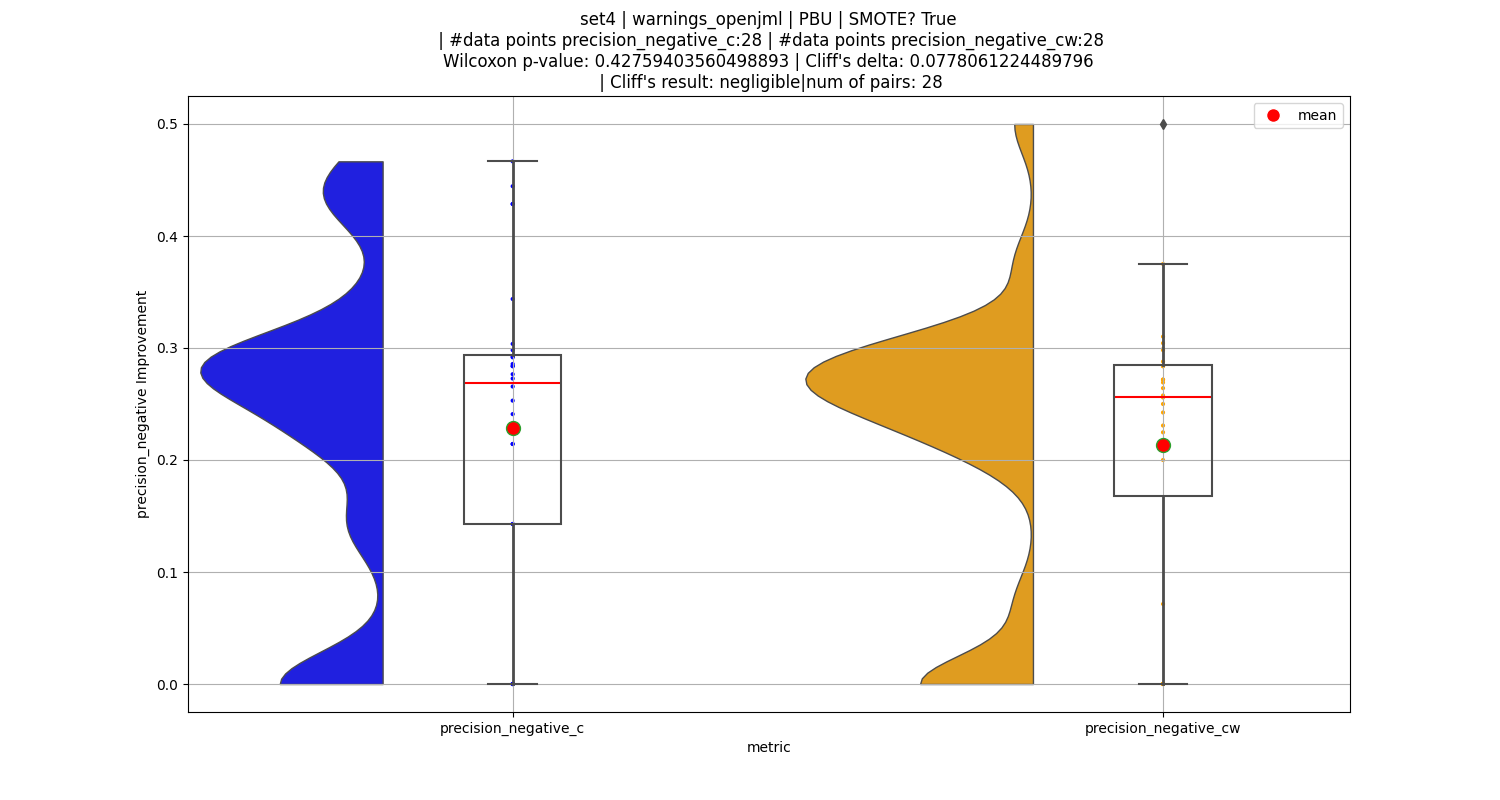 set4 | warnings_openjml | PBU | SMOTE? True
| #data points precision_negative_c:28 | #data points precision_negative_cw:28
Wilcoxon p-value: 0.42759403560498893 | Cliff's delta: 0.0778061224489796
| Cliff's result: negligible|num of pairs: 28
mean
0.5
0.4
0.3
0.2
0.1
0.0
precision_negative Improvement
precision_negative_c
precision_negative_cw
metric